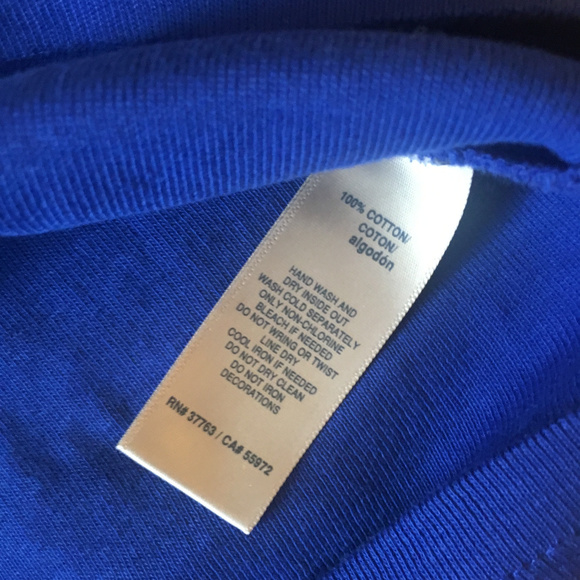 100% COTTON/
COTON/
algodón
HAND WASH AND
DRY INSIDE OUT
WASH COLD SEPARATELY
ONLY NON-CHLORINE
BLEACH IF NEEDED
DO NOT WRING OR TWIST
LINE DRY
COOL IRON IF NEEDED
DO NOT DRY CLEAN
DO NOT IRON
DECORATIONS
RN# 37763 / CA# 55972